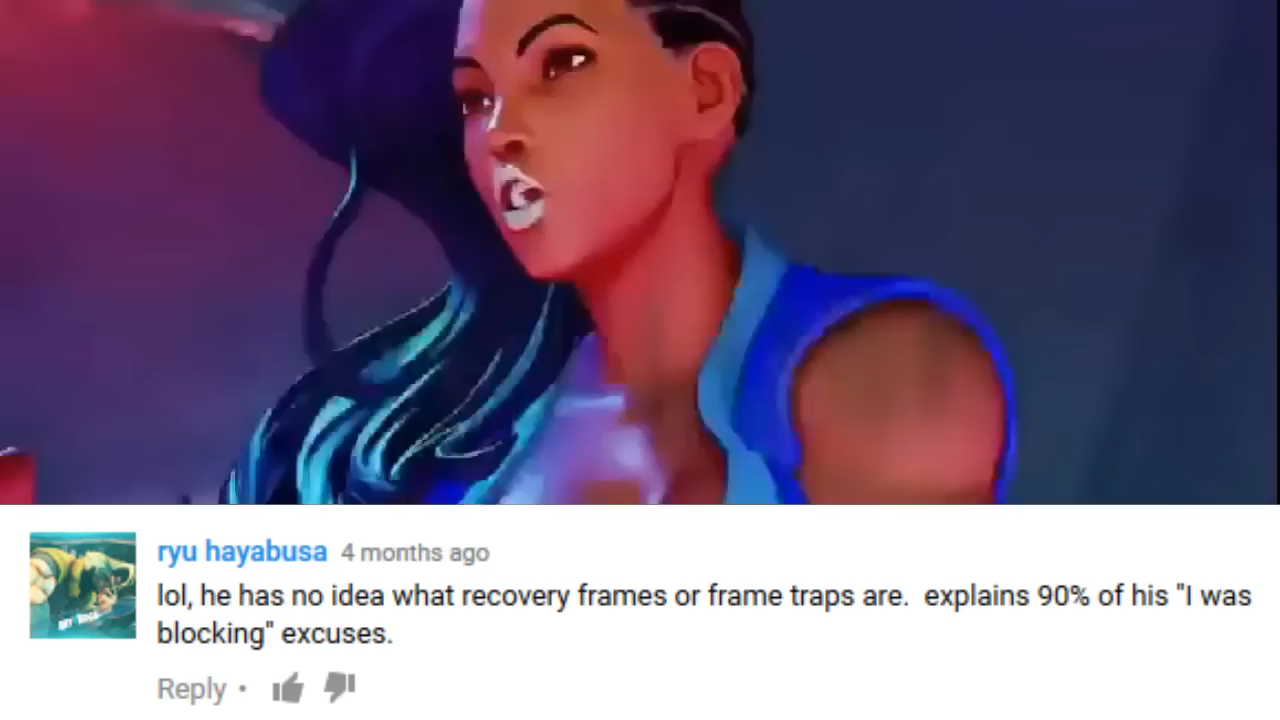 ryu hayabusa 4 months ago
lol, he has no idea what recovery frames or frame traps are.  explains 90% of his "I was
blocking" excuses.
Reply •